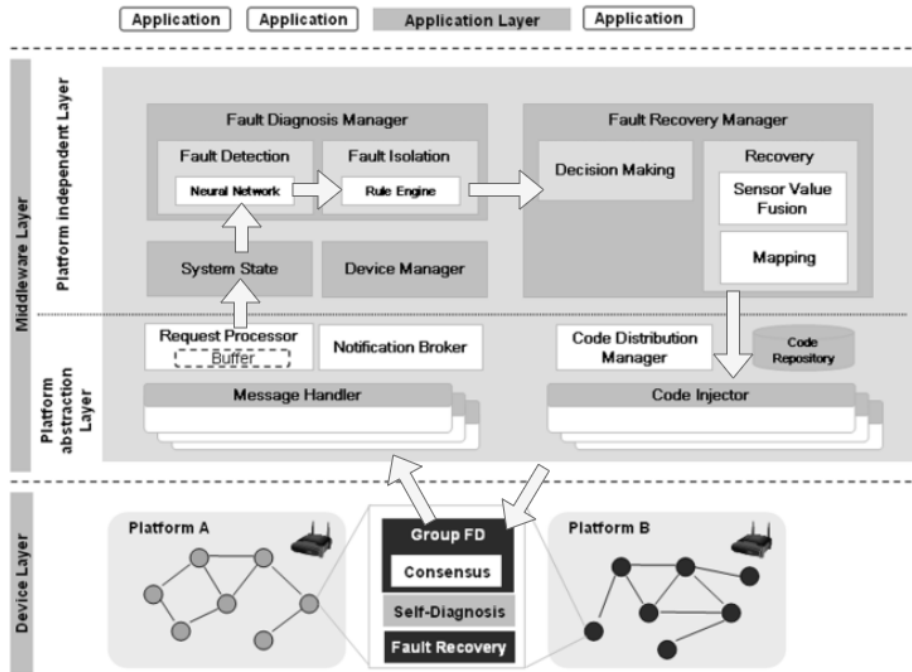 Application
Application
Application Layer
Application
Middleware Layer
Platform independent Layer
Fault Diagnosis Manager
Fault Detection
Neural Network
Fault Isolation
Rule Engine
Fault Recovery Manager
Decision Making
Recovery
Sensor Value
Fusion
Mapping
System State
Device Manager
Platform
abstraction
Layer
Request Processor
Buffer
Notification Broker
Code Distribution
Manager
Code
Repository
Message Handler
Code Injector
Device Layer
Platform A
Group FD
Consensus
Self-Diagnosis
Fault Recovery
Platform B